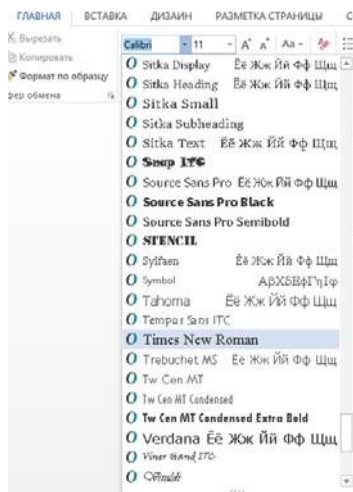 ГЛАВНАЯ ВСТАВКА ДИЗАЙН РАЗМЕТКА СТРАНИЦЫ
Вырезать
Копировать
Формат по образцу
фер обмена
Calibri 11 A A Aa
O Sitka Display Ёё Жж Йй Фф Щщ
O Sitka Heading Ёё Жж Йй Фф Щщ
O Sitka Small
O Sitka Subheading
O Sitka Text Ёё Жж Йй Фф Щщ
O Snap ITC
O Source Sans Pro Ёё Жж Йй Фф Щщ
O Source Sans Pro Black
O Source Sans Pro Semibold
O STENCIL
O Sylfaen Ёё Жж Йй Фф Щщ
O Symbol ΑβΧδΕϕΓηΙφ
O Tahoma Ёё Жж Йй Фф Щщ
O Tempus Sans ITC
O Times New Roman
O Trebuchet MS Ёё Жж Йй Фф Щщ
O Tw Cen MT
O Tw Cen MT Condensed
O Tw Cen MT Condensed Extra Bold
O Verdana Ёё Жж Йй Фф Щщ
O Viner Hand ITC
O Vivaldi